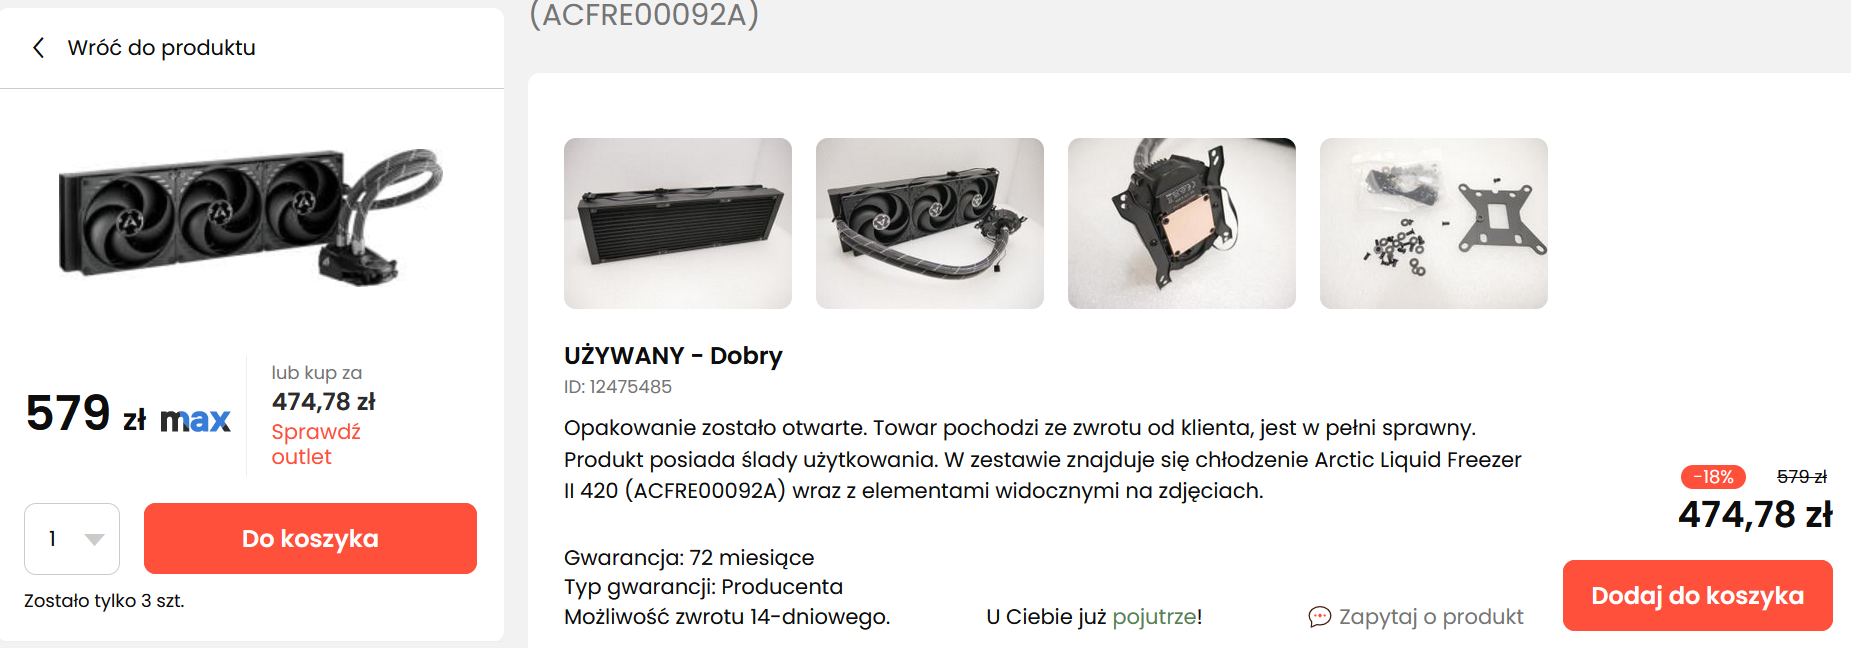 (ACFRE00092A)
Wróć do produktu
579 zł max
lub kup za
474,78 zł
Sprawdź
outlet
1
Do koszyka
Zostało tylko 3 szt.
UŻYWANY - Dobry
ID: 12475485
Opakowanie zostało otwarte. Towar pochodzi ze zwrotu od klienta, jest w pełni sprawny.
Produkt posiada ślady użytkowania. W zestawie znajduje się chłodzenie Arctic Liquid Freezer
II 420 (ACFRE00092A) wraz z elementami widocznymi na zdjęciach.
Gwarancja: 72 miesiące
Typ gwarancji: Producenta
Możliwość zwrotu 14-dniowego.
U Ciebie już pojutrze!
Zapytaj o produkt
-18% 579 zł
474,78 zł
Dodaj do koszyka